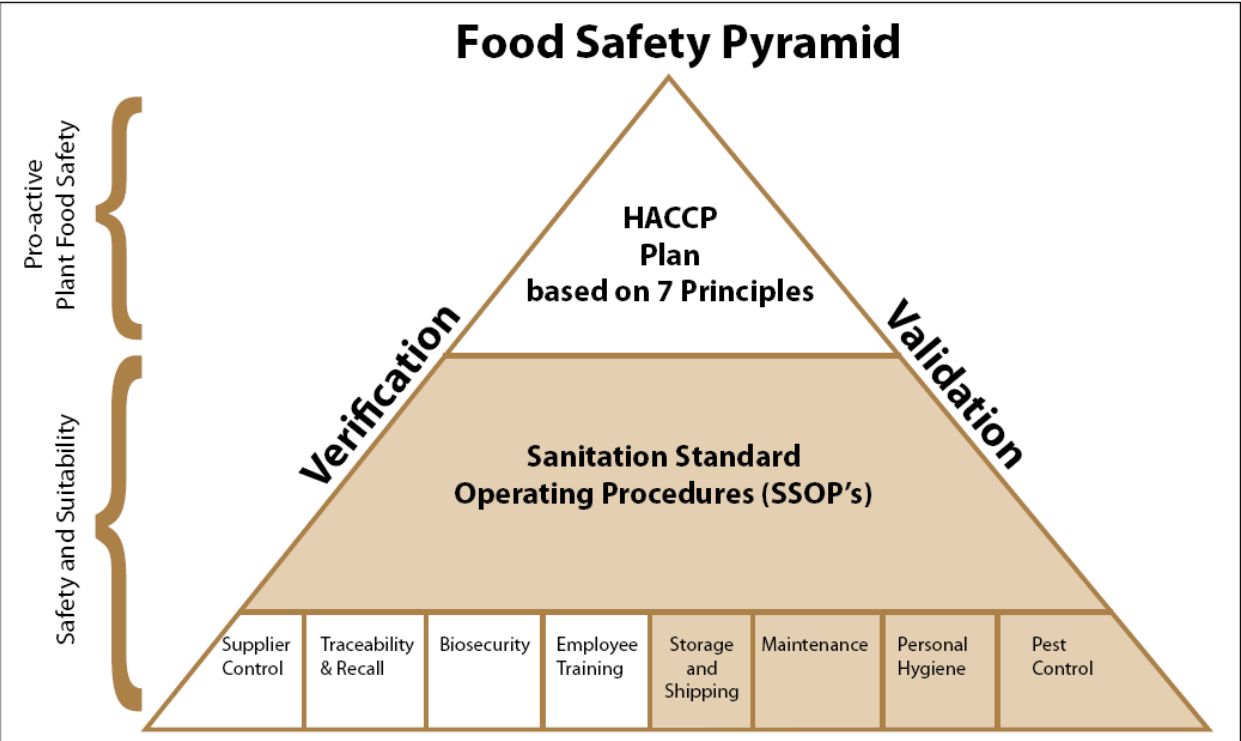 Food Safety Pyramid
Pro-active
Plant Food Safety
HACCP
Plan
based on 7 Principles
Verification
Validation
Safety and Suitability
Sanitation Standard
Operating Procedures (SSOP’s)
Supplier
Control
Traceability
& Recall
Biosecurity
Employee
Training
Storage
and
Shipping
Maintenance
Personal
Hygiene
Pest
Control